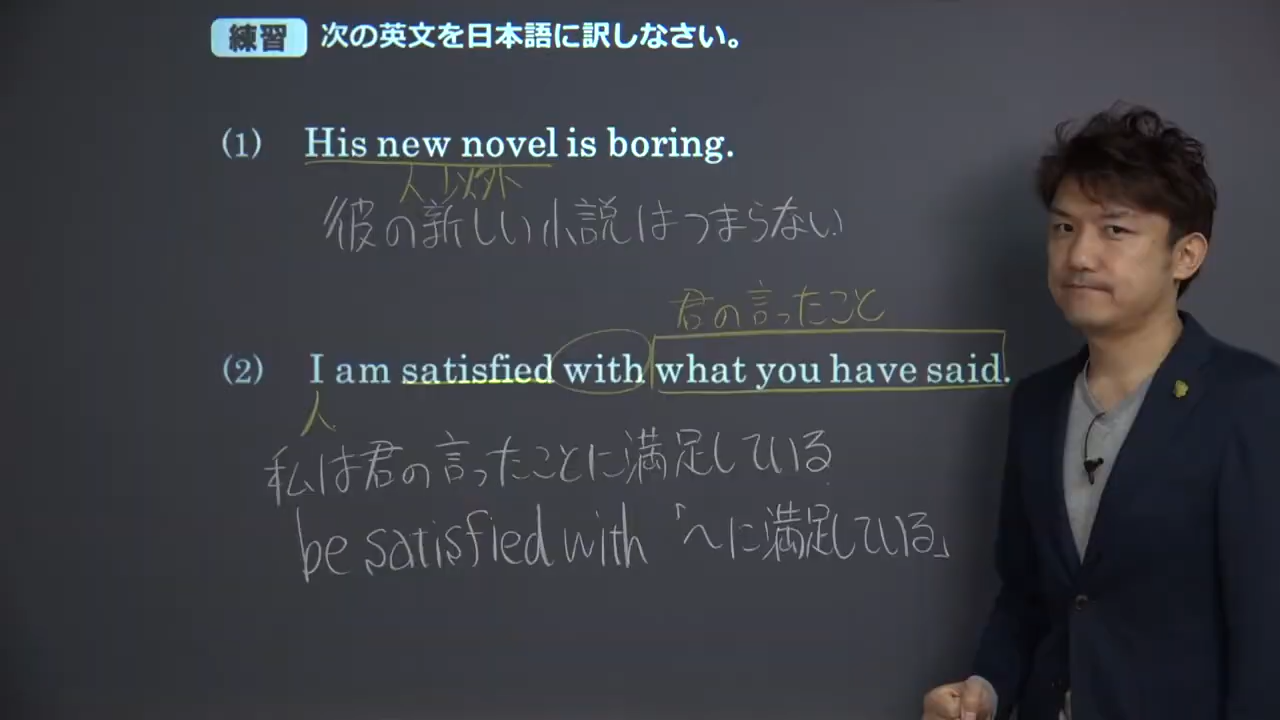 練習 次の英文を日本語に訳しなさい。
(1) His new novel is boring.
人以外
彼の新しい小説はつまらない
君の言ったこと
(2) I am satisfied with what you have said.
人
私は君の言ったことに満足している
be satisfied with 「〜に満足している」